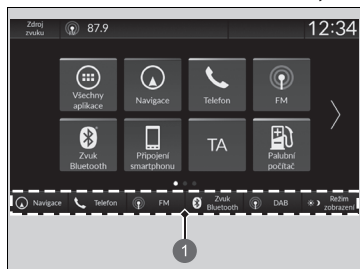 Zdroj
zvuku
87.9
12:34
Všechny
aplikace
Navigace
Telefon
FM
Zvuk
Bluetooth
Připojení
smartphonu
TA
Palubní
počítač
Navigace
Telefon
FM
Zvuk
Bluetooth
DAB
Režim
zobrazení
1